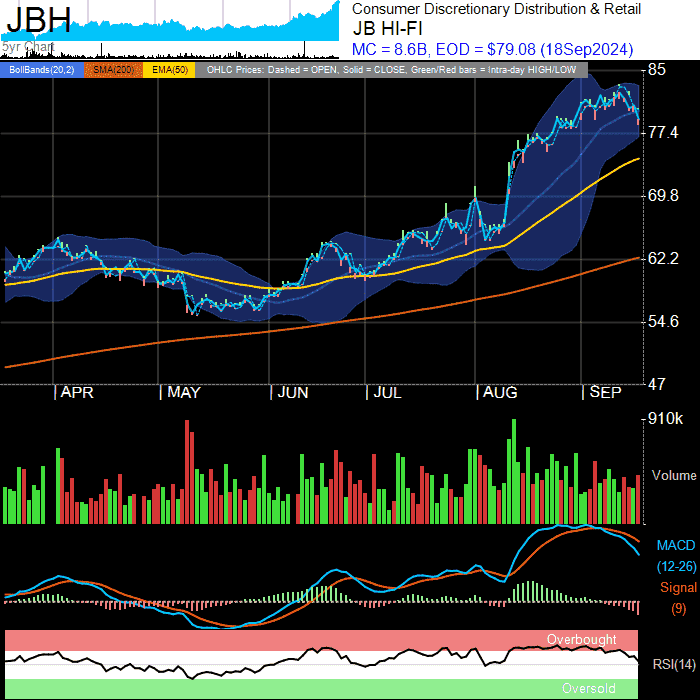 JBH
5yr Chart
Consumer Discretionary Distribution & Retail
JB HI-FI
MC = 8.6B, EOD = $79.08 (18Sep2024)
BollBands(20,2) SMA(200) EMA(50) OHLC Prices: Dashed = OPEN, Solid = CLOSE, Green/Red bars = Intra-day HIGH/LOW
85
77.4
69.8
62.2
54.6
47
APR MAY JUN JUL AUG SEP
910k
Volume
MACD
(12-26)
Signal
(9)
Overbought
RSI(14)
Oversold